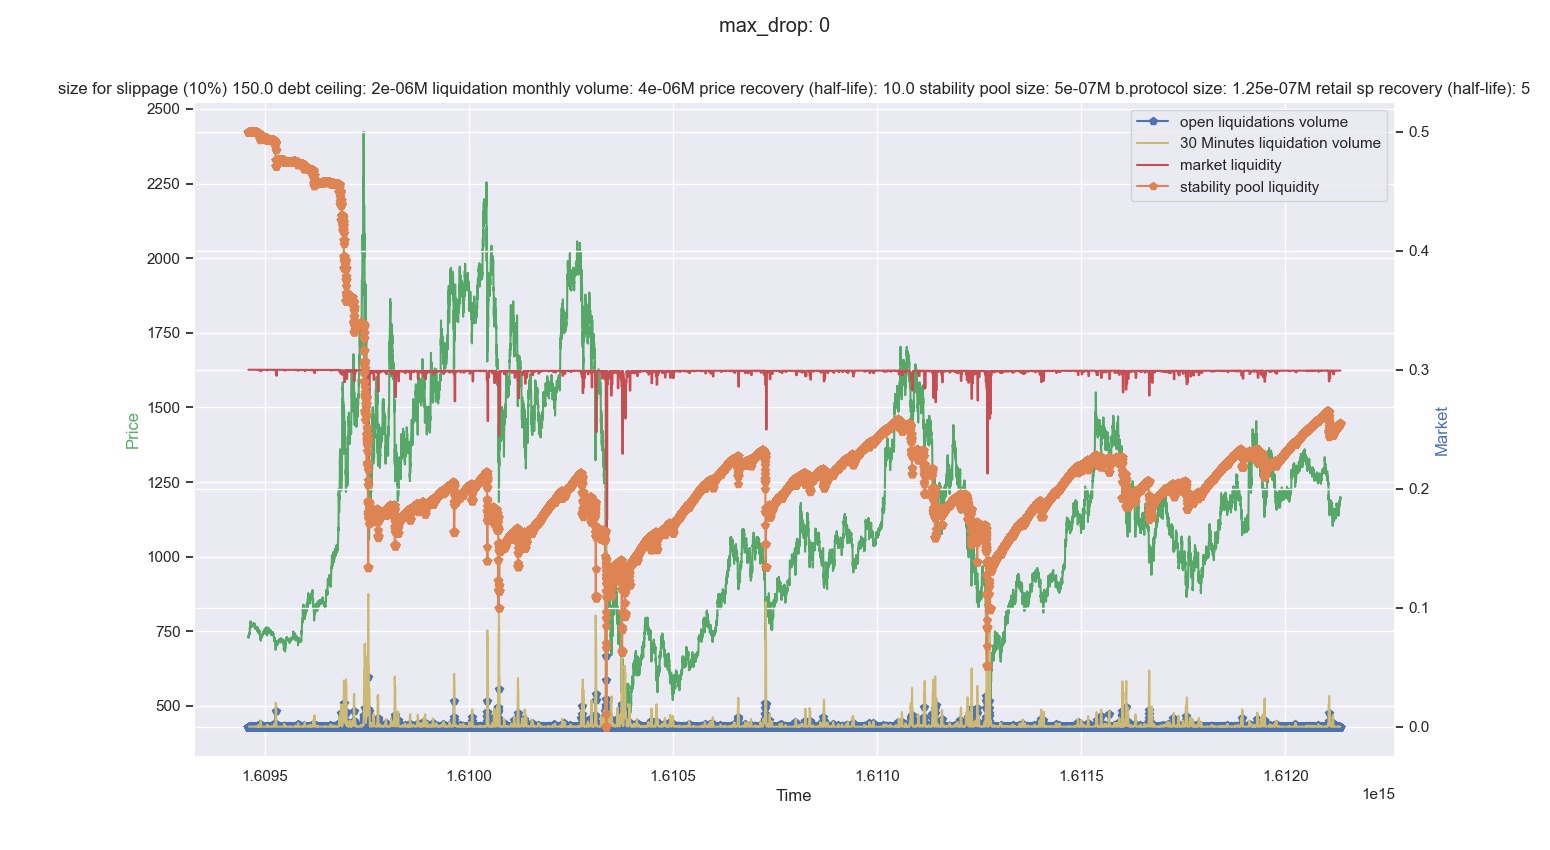 max_drop: 0
size for slippage (10%) 150.0 debt ceiling: 2e-06M liquidation monthly volume: 4e-06M price recovery (half-life): 10.0 stability pool size: 5e-07M b.protocol size: 1.25e-07M retail sp recovery (half-life): 5
open liquidations volume
30 Minutes liquidation volume
market liquidity
stability pool liquidity
2500
2250
2000
1750
1500
1250
1000
750
500
Price
0.5
0.4
0.3
0.2
0.1
0.0
Market
1.6095
1.6100
1.6105
1.6110
1.6115
1.6120
Time
1e15